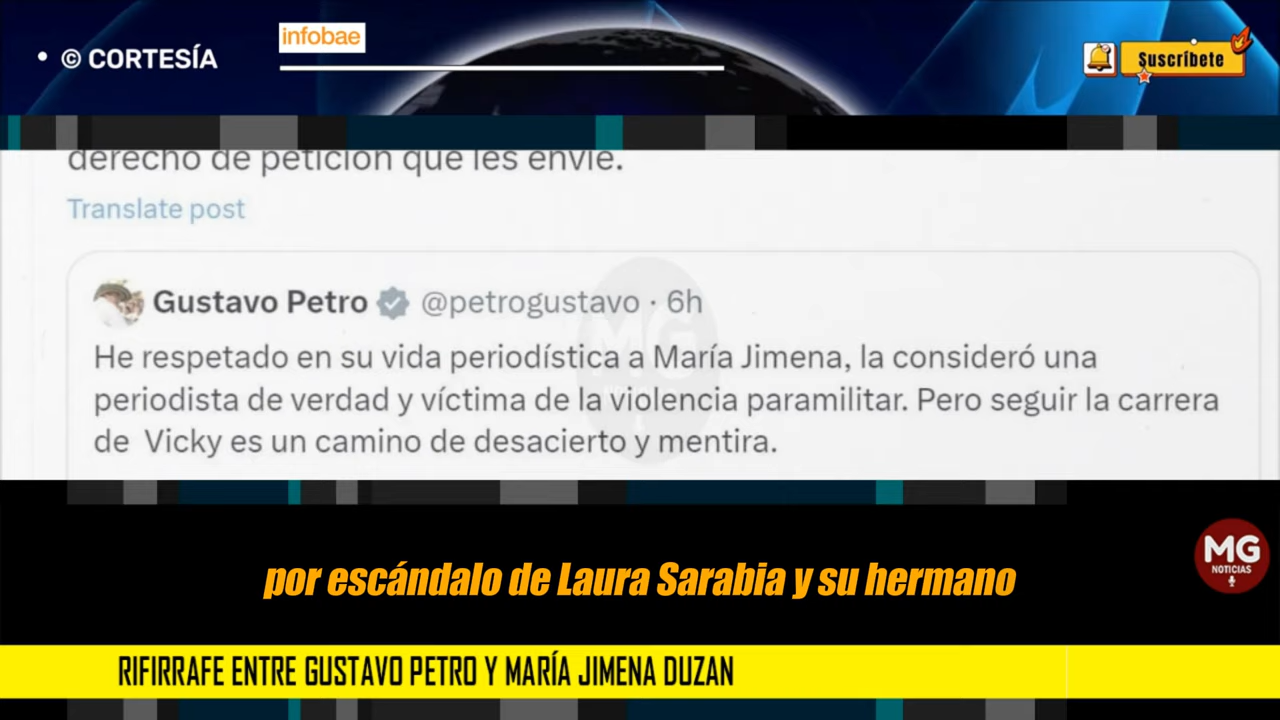 infobae
• © CORTESÍA
Suscríbete
derecho de petición que les envié.
Translate post
Gustavo Petro @petrogustavo · 6h
He respetado en su vida periodística a María Jimena, la consideró una
periodista de verdad y víctima de la violencia paramilitar. Pero seguir la carrera
de Vicky es un camino de desacierto y mentira.
MG
por escándalo de Laura Sarabia y su hermano
MG
NOTICIAS
RIFIRRAFE ENTRE GUSTAVO PETRO Y MARÍA JIMENA DUZAN